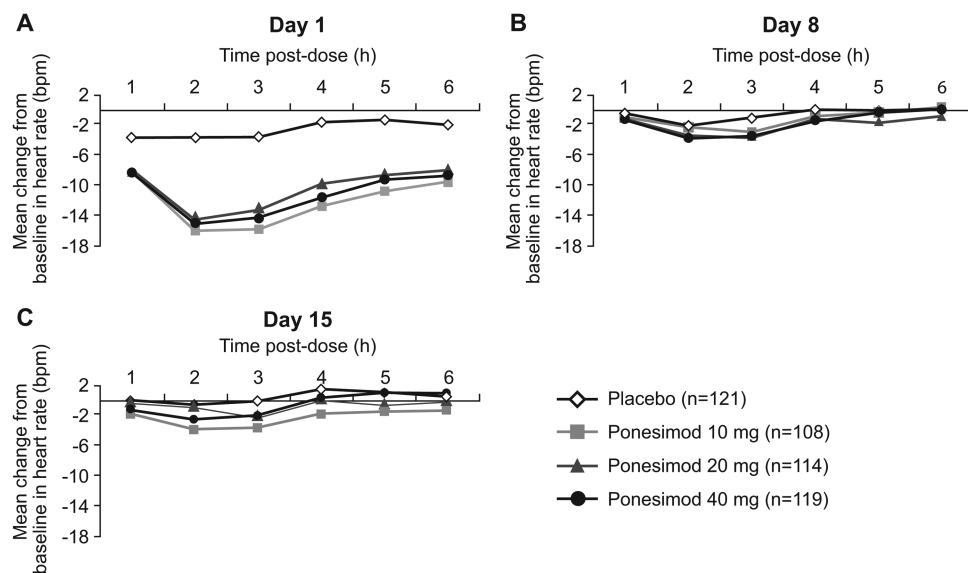 A
Day 1
Time post-dose (h)
1 2 3 4 5 6
Mean change from
baseline in heart rate (bpm)
2
-2
-6
-10
-14
-18
B
Day 8
Time post-dose (h)
1 2 3 4 5 6
Mean change from
baseline in heart rate (bpm)
2
-2
-6
-10
-14
-18
C
Day 15
Time post-dose (h)
1 2 3 4 5 6
Mean change from
baseline in heart rate (bpm)
2
-2
-6
-10
-14
-18
Placebo (n=121)
Ponesimod 10 mg (n=108)
Ponesimod 20 mg (n=114)
Ponesimod 40 mg (n=119)